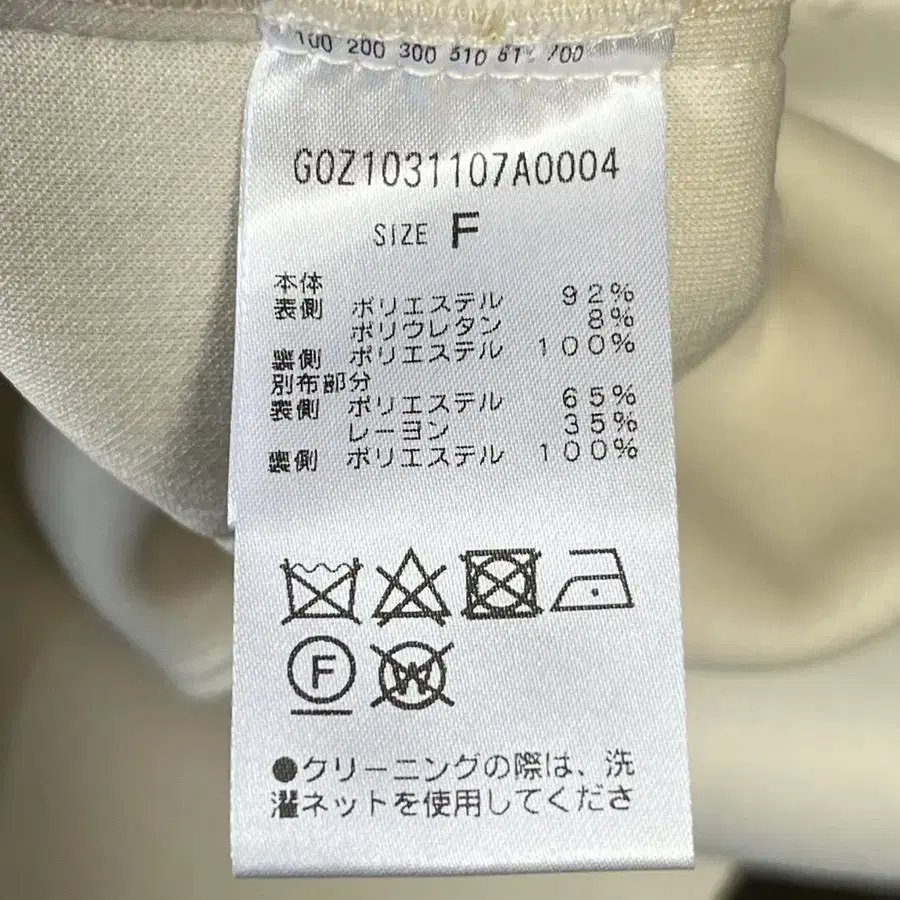 100 200 300 510 700
G0Z1031107A0004
SIZE F
本体
表側 ポリエステル 92%
ポリウレタン 8%
裏側 ポリエステル 100%
別布部分
表側 ポリエステル 65%
レーヨン 35%
裏側 ポリエステル 100%
F
W
●クリーニングの際は、洗
濯ネットを使用してくださ